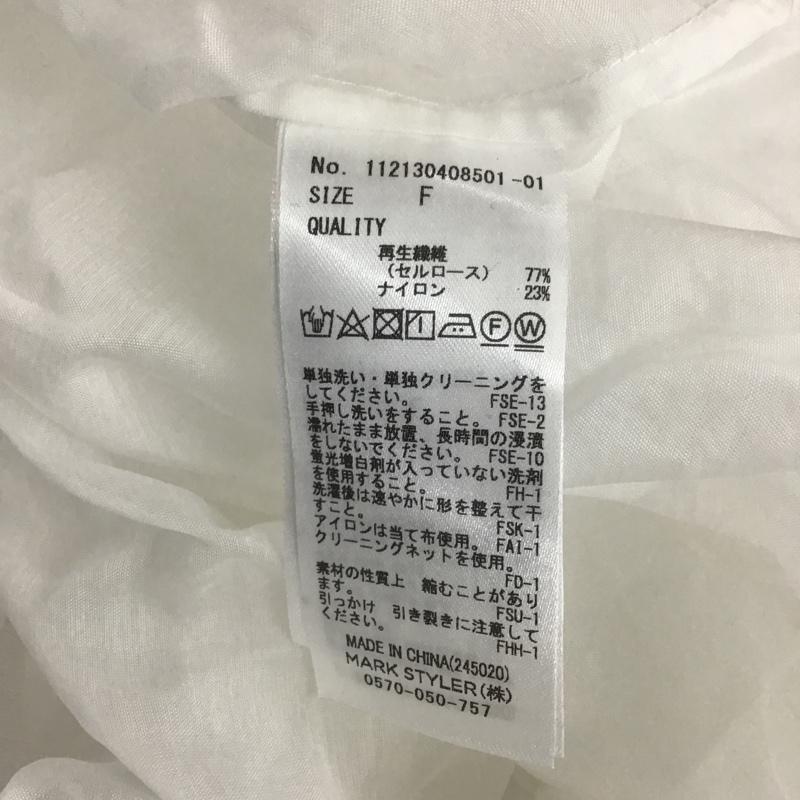 No. 112130408501-01
SIZE F
QUALITY
再生繊維
(セルロース) 77%
ナイロン 23%
F W
単独洗い・単独クリーニングを
してください。 FSE-13
手押し洗いをすること。 FSE-2
濡れたまま放置、長時間の浸漬
をしないでください。 FSE-10
蛍光増白剤が入っていない洗剤
を使用すること。 FH-1
洗濯後は速やかに形を整えて干
すこと。 FSK-1
アイロンは当て布使用。 FAI-1
クリーニングネットを使用。
FD-1
素材の性質上 縮むことがあり
ます。 FSU-1
引っかけ 引き裂きに注意して
ください。 FHH-1
MADE IN CHINA(245020)
MARK STYLER(株)
0570-050-757